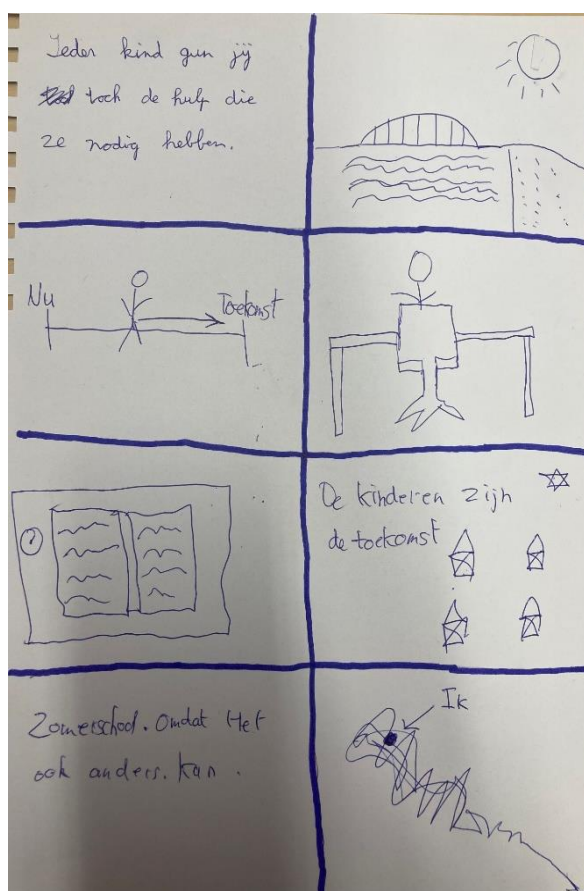 Ieder kind gun jij
toch de hulp die
ze nodig hebben.
Nu
Toekomst
De kinderen zijn
de toekomst
Zomerschool. Omdat Het
ook anders. kan.
Ik